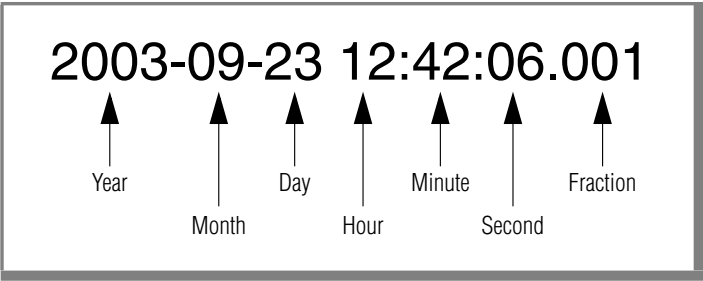 2003-09-23 12:42:06.001
Year Day Minute Fraction
Month Hour Second